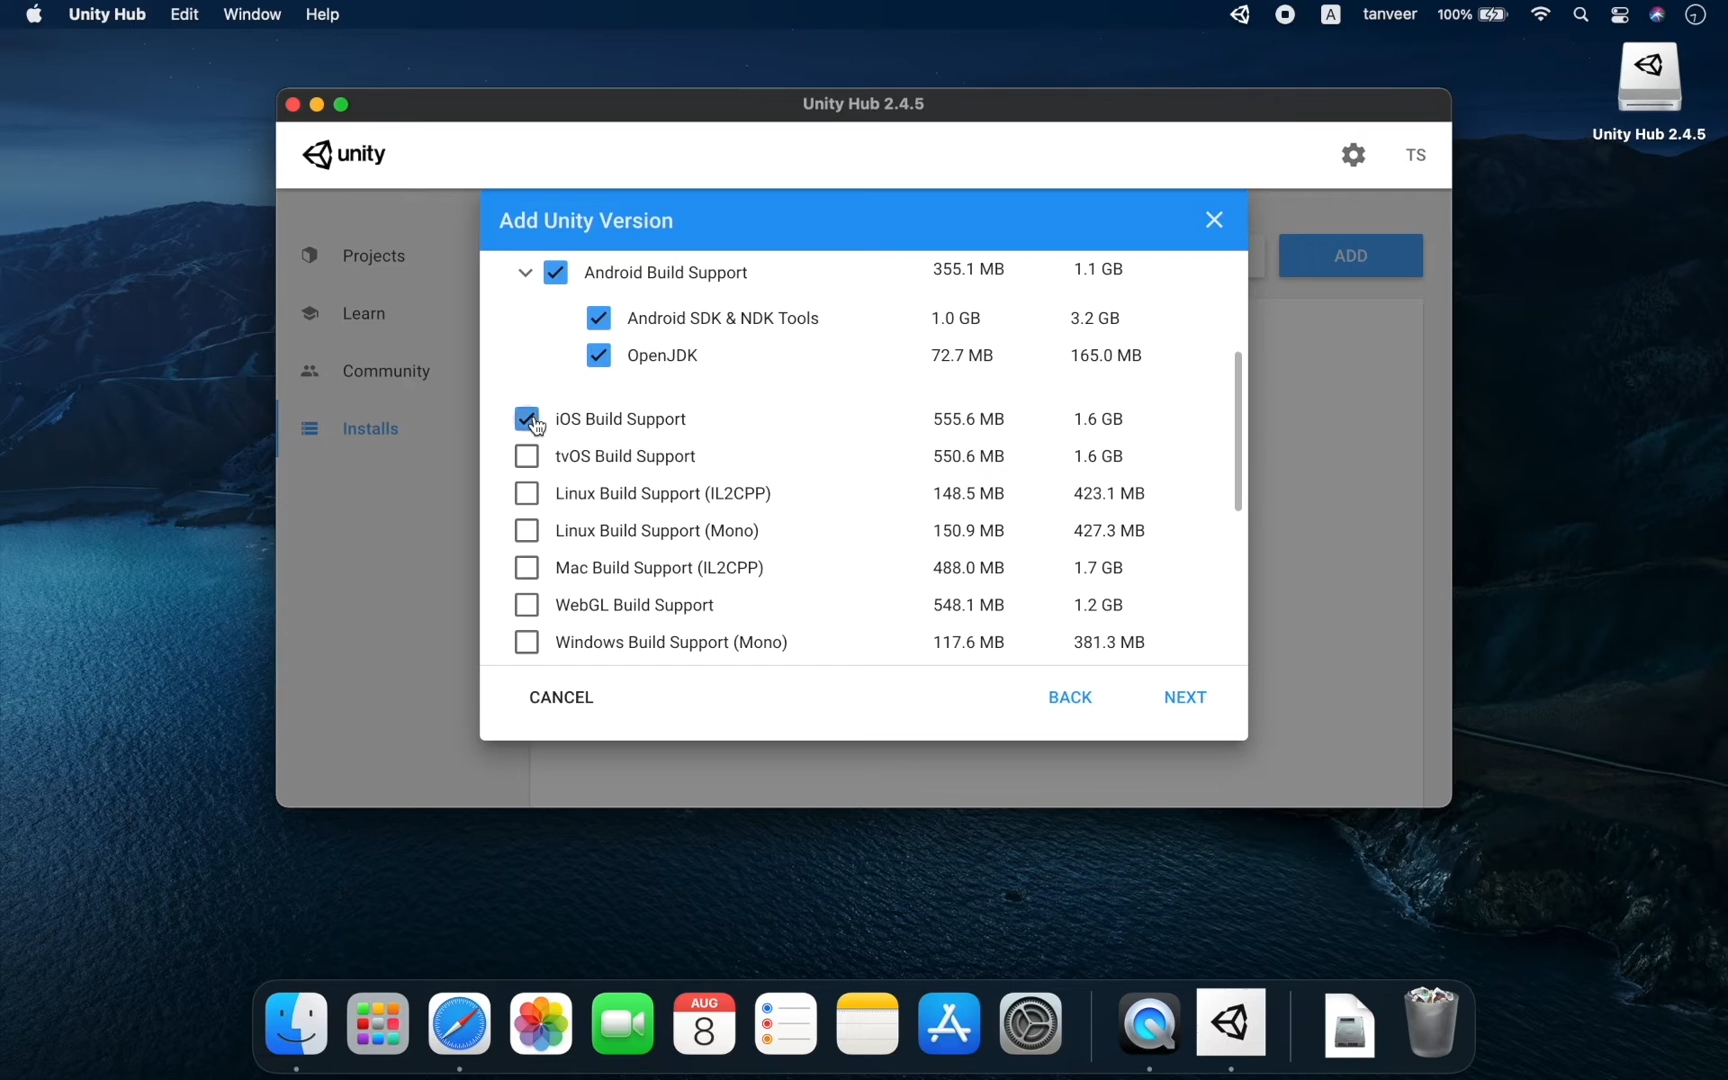 Unity Hub Edit Window Help A tanveer 100%
Unity Hub 2.4.5
Unity Hub 2.4.5
unity TS
Add Unity Version
Projects
Learn
Community
Installs
ADD
Android Build Support 355.1 MB 1.1 GB
Android SDK & NDK Tools 1.0 GB 3.2 GB
OpenJDK 72.7 MB 165.0 MB
iOS Build Support 555.6 MB 1.6 GB
tvOS Build Support 550.6 MB 1.6 GB
Linux Build Support (IL2CPP) 148.5 MB 423.1 MB
Linux Build Support (Mono) 150.9 MB 427.3 MB
Mac Build Support (IL2CPP) 488.0 MB 1.7 GB
WebGL Build Support 548.1 MB 1.2 GB
Windows Build Support (Mono) 117.6 MB 381.3 MB
CANCEL BACK NEXT
AUG
8